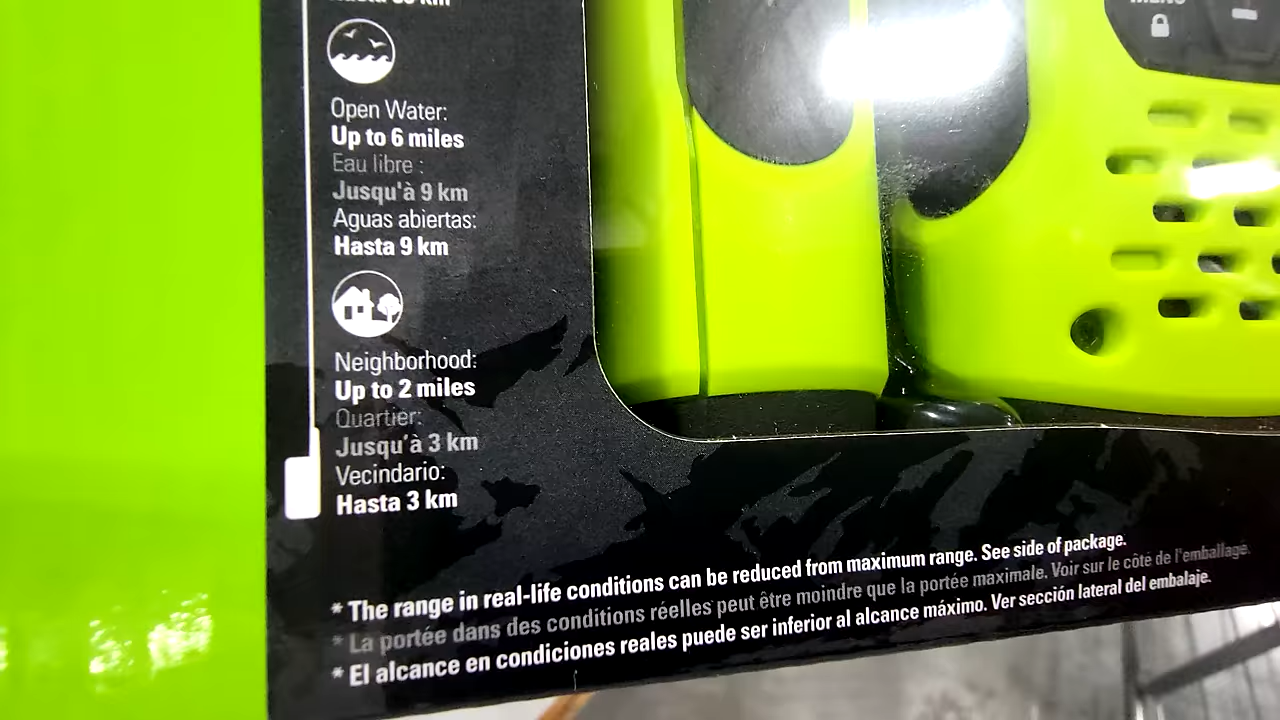 km
Open Water:
Up to 6 miles
Eau libre :
Jusqu'à 9 km
Aguas abiertas:
Hasta 9 km
Neighborhood:
Up to 2 miles
Quartier:
Jusqu'à 3 km
Vecindario:
Hasta 3 km
* The range in real-life conditions can be reduced from maximum range. See side of package.
* La portée dans des conditions réelles peut être moindre que la portée maximale. Voir sur le côté de l'emballage.
* El alcance en condiciones reales puede ser inferior al alcance máximo. Ver sección lateral del embalaje.